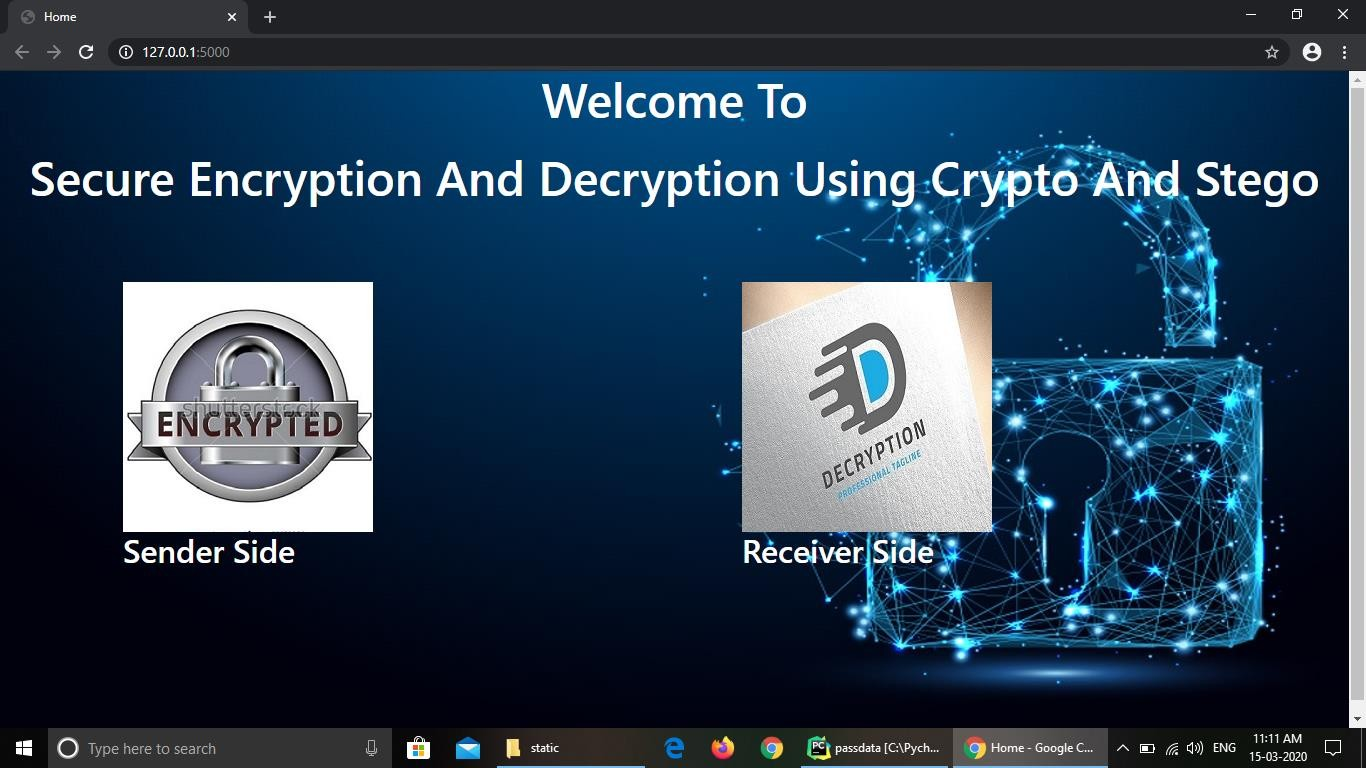 Home
127.0.0.1:5000
Welcome To
Secure Encryption And Decryption Using Crypto And Stego
shutterstock
ENCRYPTED
DECRYPTION
PROFESSIONAL TAGLINE
Sender Side
Receiver Side
Type here to search
static
PC
passdata [C:\Pych...
Home - Google C...
ENG
11:11 AM
15-03-2020